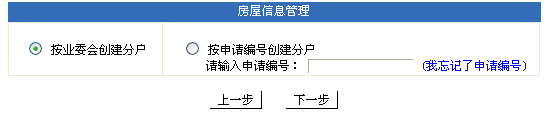 房屋信息管理
按业委会创建分户
按申请编号创建分户
请输入申请编号： (我忘记了申请编号)
上一步 下一步